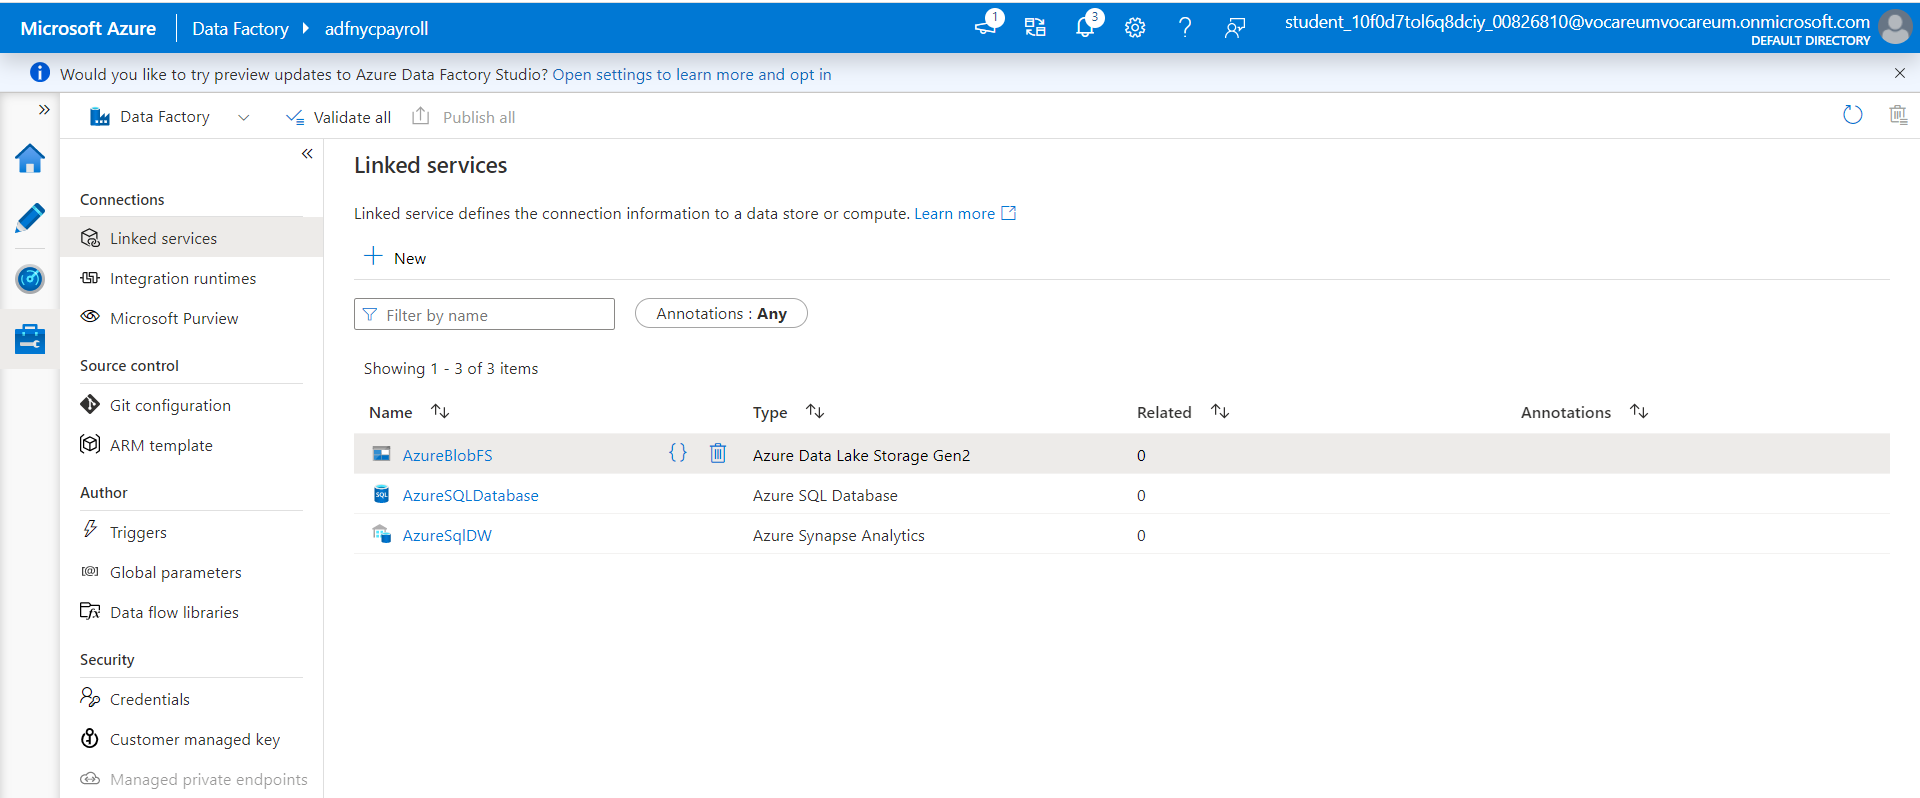 Microsoft Azure
Data Factory
adfnycpayroll
1
3
student_10f0d7tol6q8dciy_00826810@vocareumvocareum.onmicrosoft.com
DEFAULT DIRECTORY
Would you like to try preview updates to Azure Data Factory Studio? Open settings to learn more and opt in
Data Factory
Validate all
Publish all
Connections
Linked services
Integration runtimes
Microsoft Purview
Source control
Git configuration
ARM template
Author
Triggers
Global parameters
Data flow libraries
Security
Credentials
Customer managed key
Managed private endpoints
Linked services
Linked service defines the connection information to a data store or compute. Learn more
New
Filter by name
Annotations : Any
Showing 1 - 3 of 3 items
Name Type Related Annotations
AzureBlobFS {} Azure Data Lake Storage Gen2 0
AzureSQLDatabase Azure SQL Database 0
AzureSqlDW Azure Synapse Analytics 0